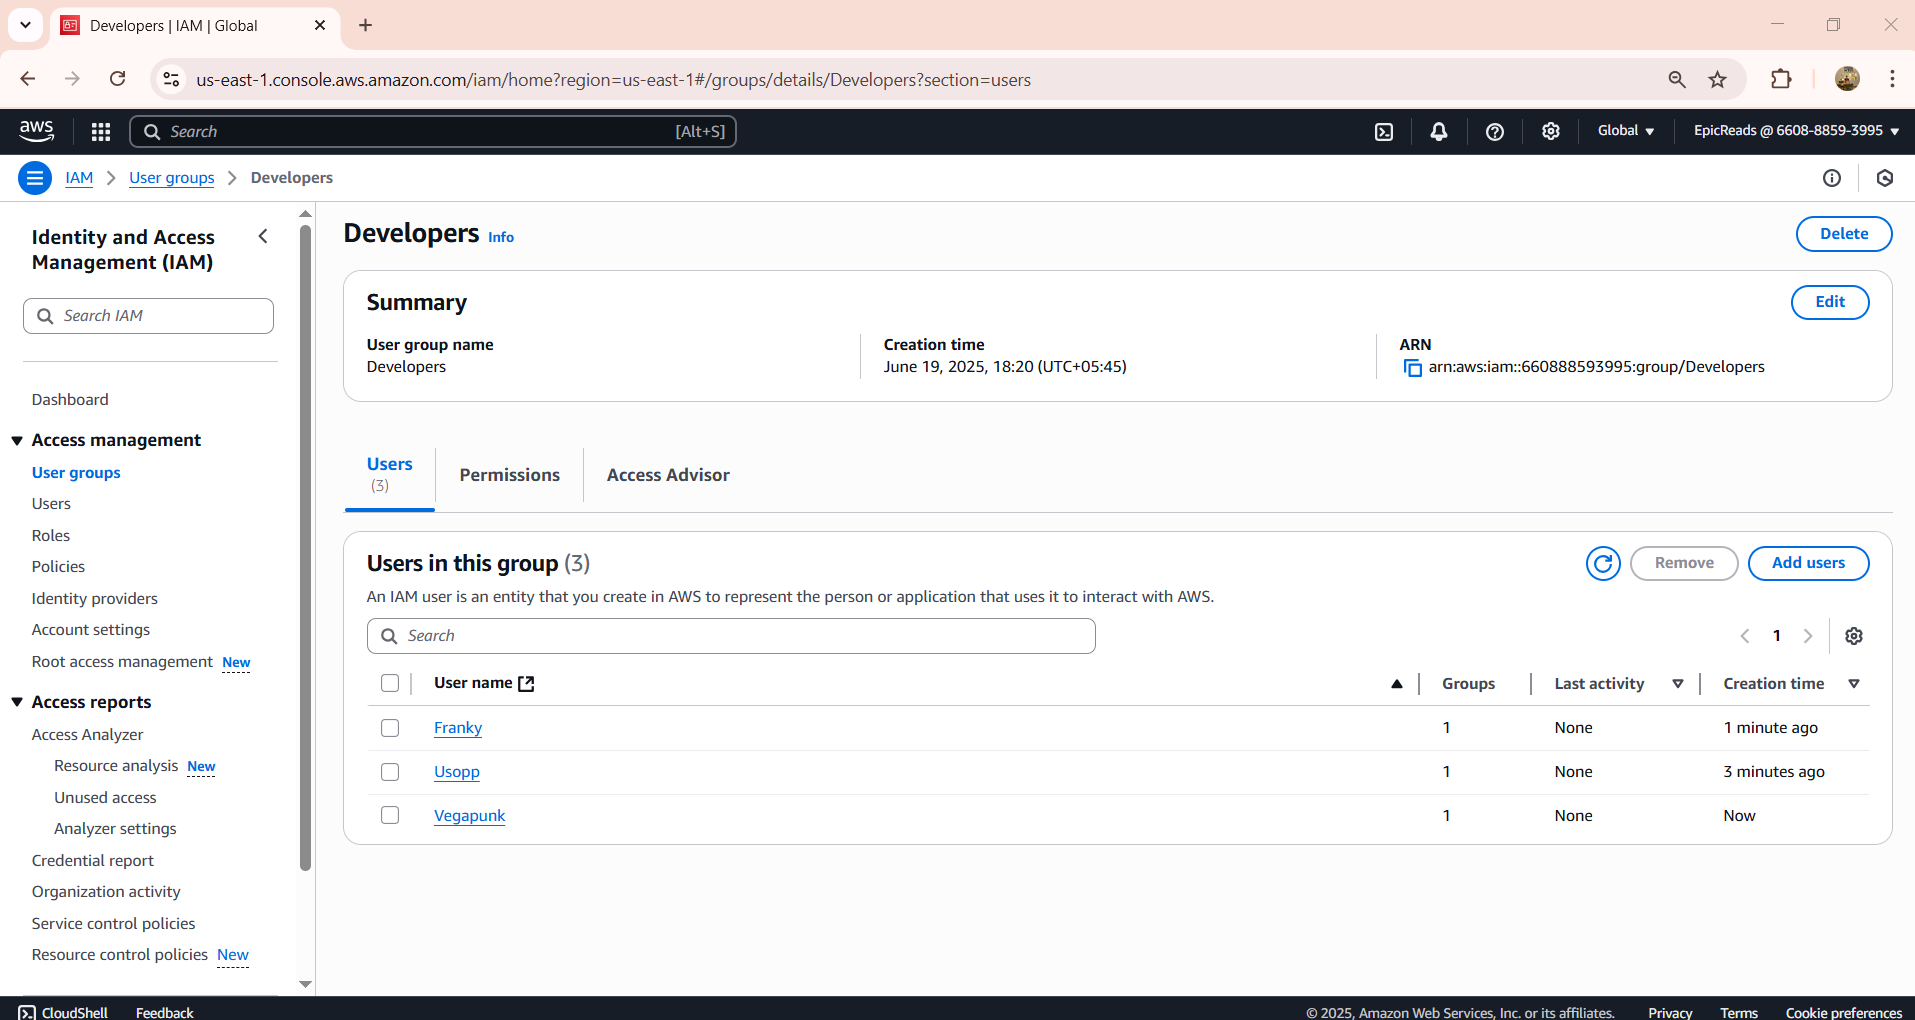 Developers | IAM | Global
us-east-1.console.aws.amazon.com/iam/home?region=us-east-1#/groups/details/Developers?section=users
aws
Search [Alt+S]
Global
EpicReads @ 6608-8859-3995
IAM > User groups > Developers
Identity and Access Management (IAM)
Search IAM
Dashboard
Access management
User groups
Users
Roles
Policies
Identity providers
Account settings
Root access management New
Access reports
Access Analyzer
Resource analysis New
Unused access
Analyzer settings
Credential report
Organization activity
Service control policies
Resource control policies New
Developers Info
Delete
Summary
Edit
User group name
Developers
Creation time
June 19, 2025, 18:20 (UTC+05:45)
ARN
arn:aws:iam::660888593995:group/Developers
Users
(3)
Permissions
Access Advisor
Users in this group (3)
Remove
Add users
An IAM user is an entity that you create in AWS to represent the person or application that uses it to interact with AWS.
Search
1
User name Groups Last activity Creation time
Franky 1 None 1 minute ago
Usopp 1 None 3 minutes ago
Vegapunk 1 None Now
CloudShell Feedback
© 2025, Amazon Web Services, Inc. or its affiliates. Privacy Terms Cookie preferences